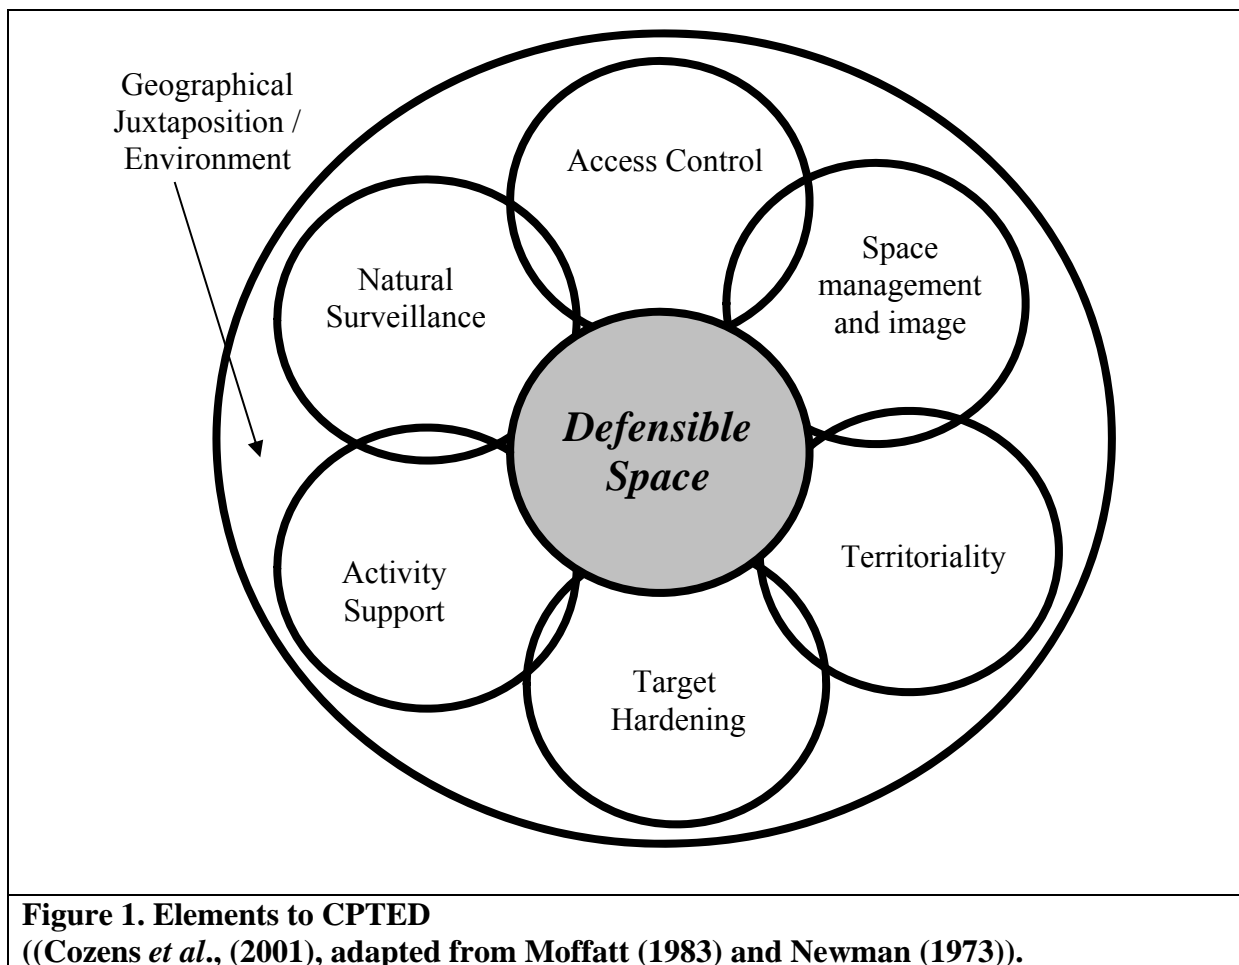 Geographical
Juxtaposition /
Environment
Access Control
Space
management
and image
Natural
Surveillance
Defensible
Space
Territoriality
Activity
Support
Target
Hardening
Figure 1. Elements to CPTED
((Cozens et al., (2001), adapted from Moffatt (1983) and Newman (1973)).